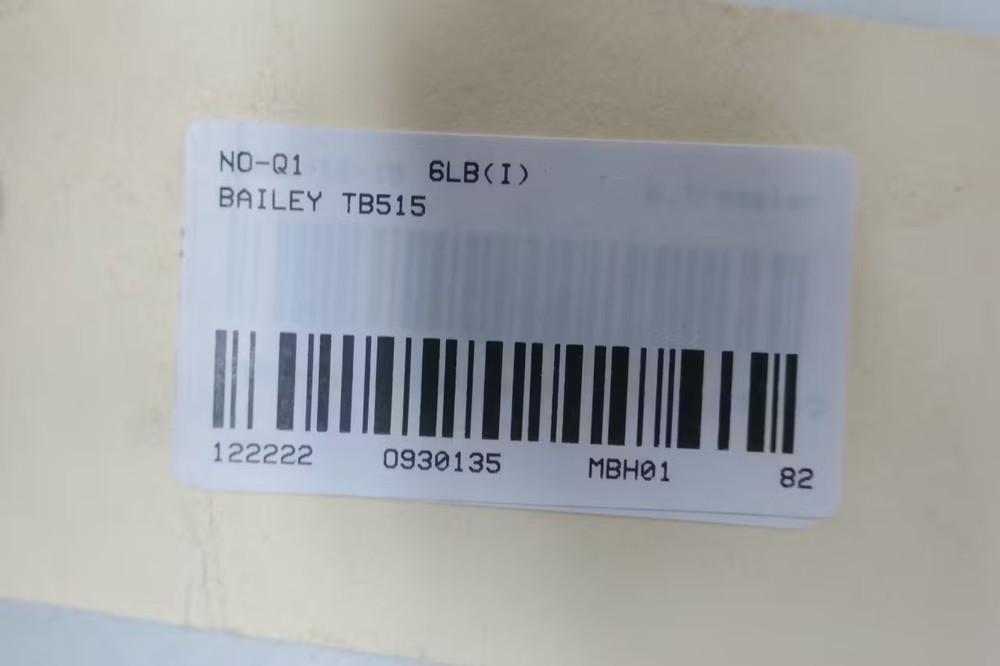 NO-Q1 6LB(I)
BAILEY TB515
122222 0930135 MBH01 82